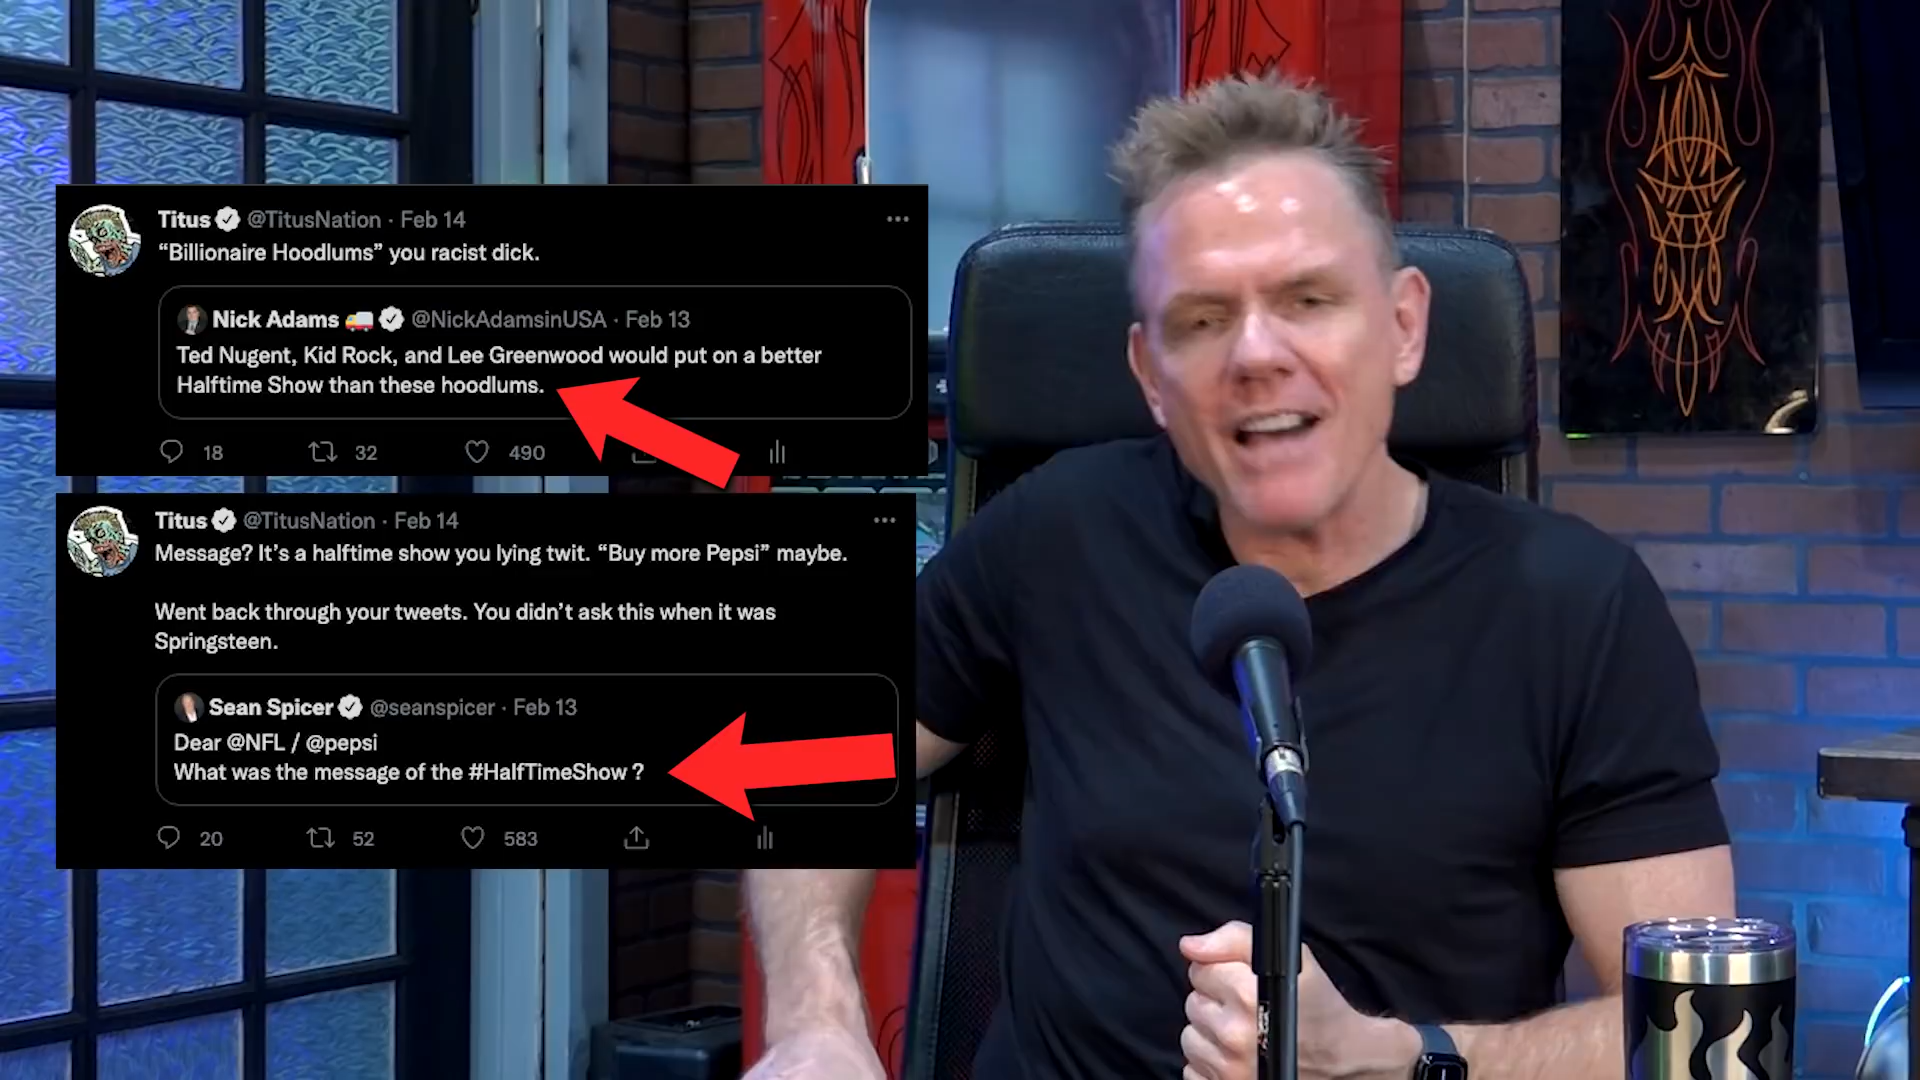 Titus @TitusNation · Feb 14
“Billionaire Hoodlums” you racist dick.
Nick Adams @NickAdamsinUSA · Feb 13
Ted Nugent, Kid Rock, and Lee Greenwood would put on a better
Halftime Show than these hoodlums.
18 32 490
Titus @TitusNation · Feb 14
Message? It’s a halftime show you lying twit. “Buy more Pepsi” maybe.
Went back through your tweets. You didn’t ask this when it was
Springsteen.
Sean Spicer @seanspicer · Feb 13
Dear @NFL / @pepsi
What was the message of the #HalfTimeShow ?
20 52 583